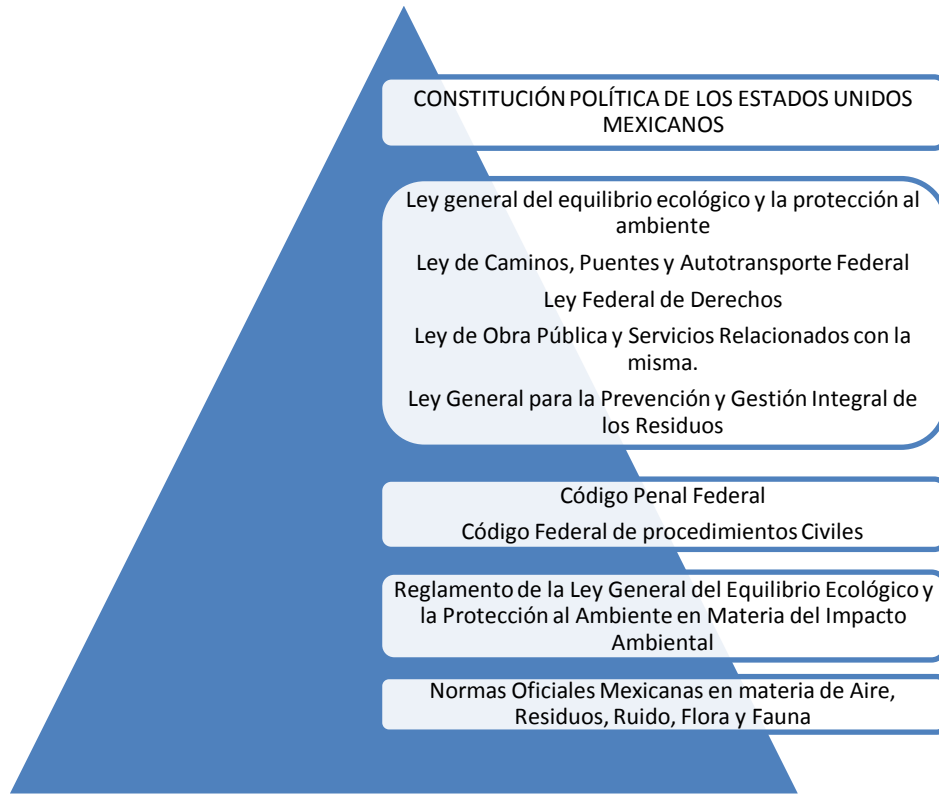 CONSTITUCIÓN POLÍTICA DE LOS ESTADOS UNIDOS
MEXICANOS
Ley general del equilibrio ecológico y la protección al
ambiente
Ley de Caminos, Puentes y Autotransporte Federal
Ley Federal de Derechos
Ley de Obra Pública y Servicios Relacionados con la
misma.
Ley General para la Prevención y Gestión Integral de
los Residuos
Código Penal Federal
Código Federal de procedimientos Civiles
Reglamento de la Ley General del Equilibrio Ecológico y
la Protección al Ambiente en Materia del Impacto
Ambiental
Normas Oficiales Mexicanas en materia de Aire,
Residuos, Ruido, Flora y Fauna